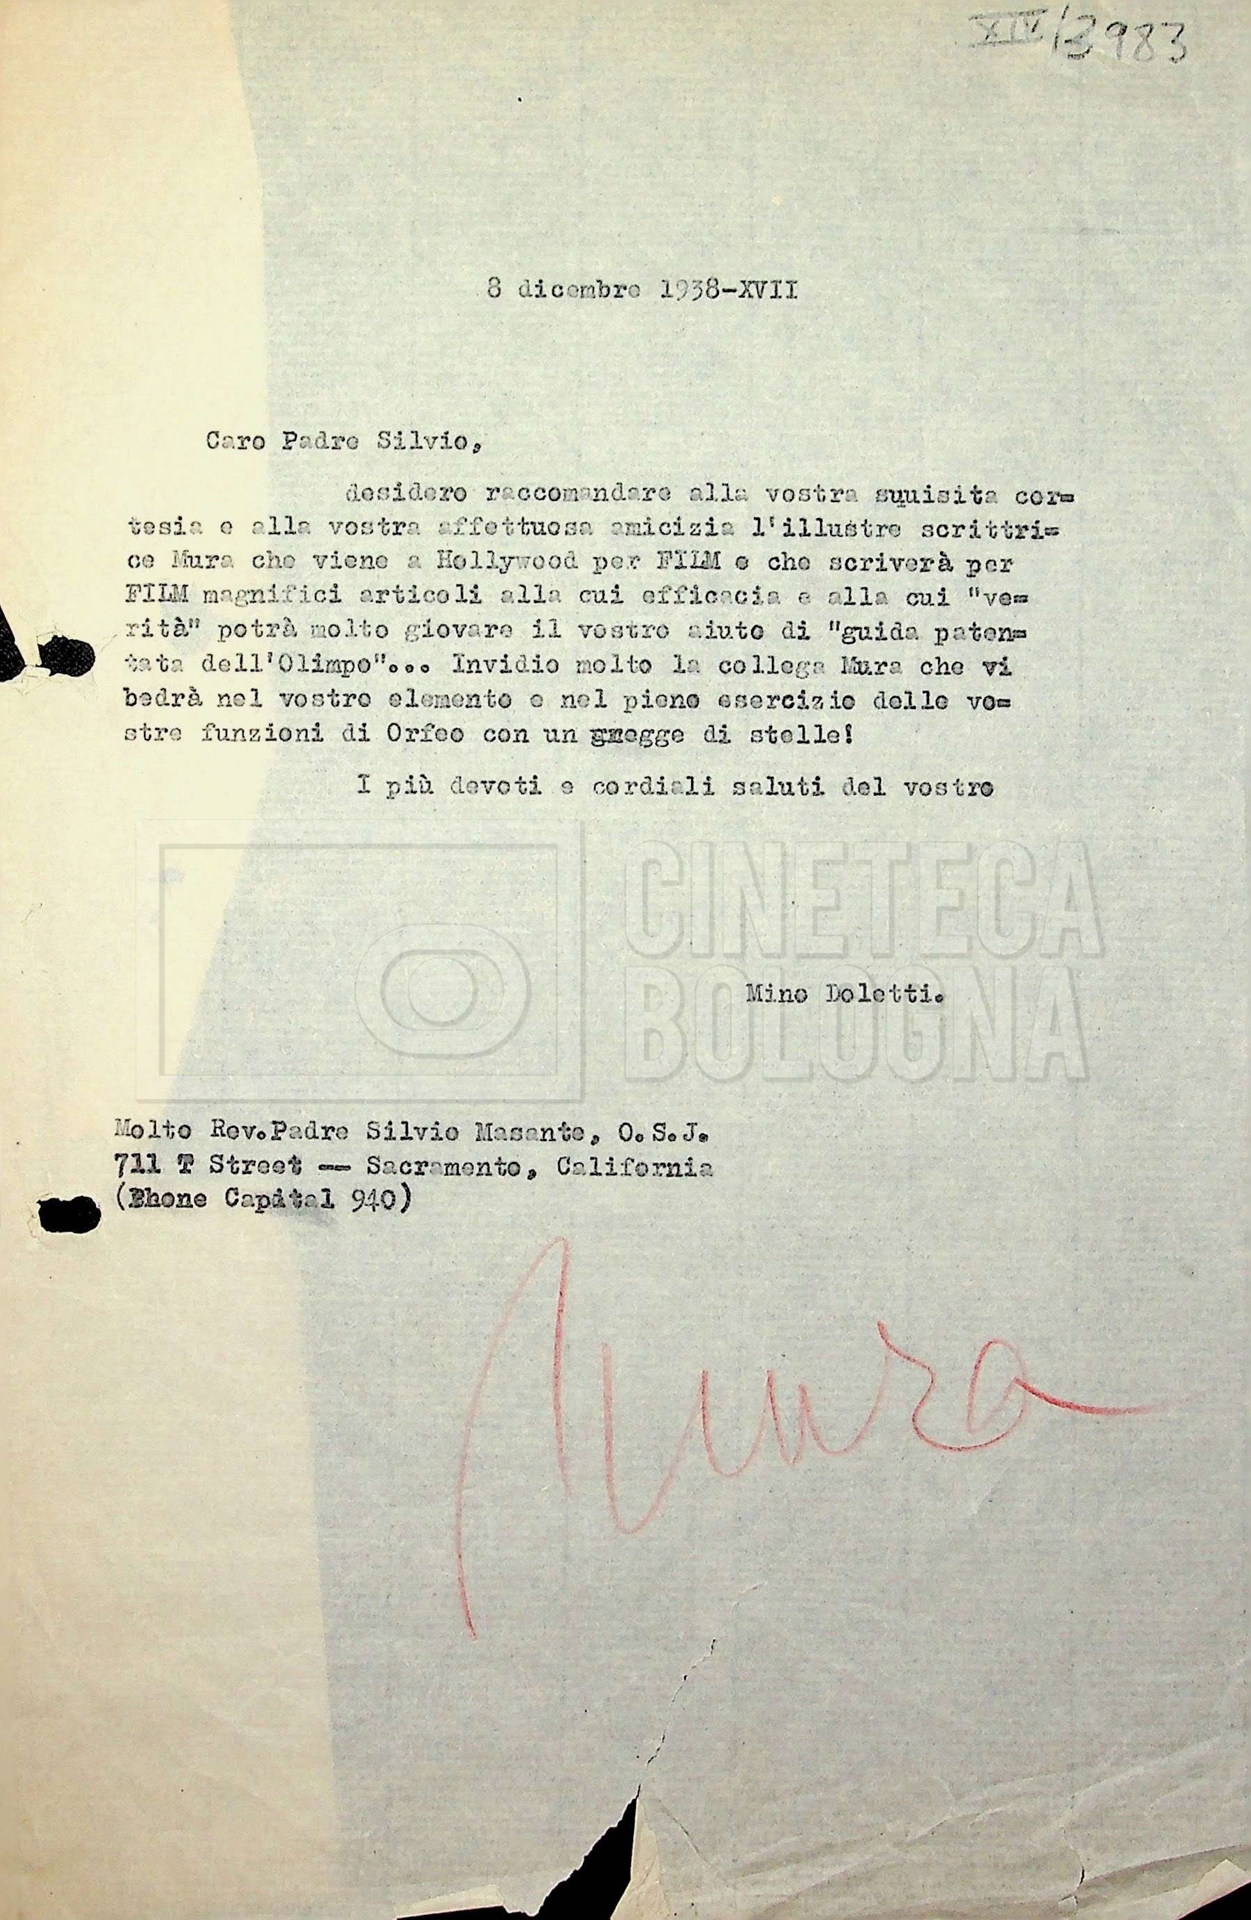 XIV/3983
8 dicembre 1938-XVII
Caro Padre Silvio,
desidero raccomandare alla vostra squisita cor=
tesia e alla vostra affettuosa amicizia l'illustre scrittri=
ce Mura che viene a Hollywood per FILM e che scriverà per
FILM magnifici articoli alla cui efficacia e alla cui "ve=
rità" potrà molto giovare il vostro aiuto di "guida paten=
tata dell'Olimpo"... Invidio molto la collega Mura che vi
bedrà nel vostro elemento e nel pieno esercizio delle vo=
stre funzioni di Orfeo con un gregge di stelle!
I più devoti e cordiali saluti del vostro
CINETECA
BOLOGNA
Mino Doletti.
Molto Rev.Padre Silvio Masante, O.S.J.
711 T Street -- Sacramento, California
(Phone Capital 940)
Mura